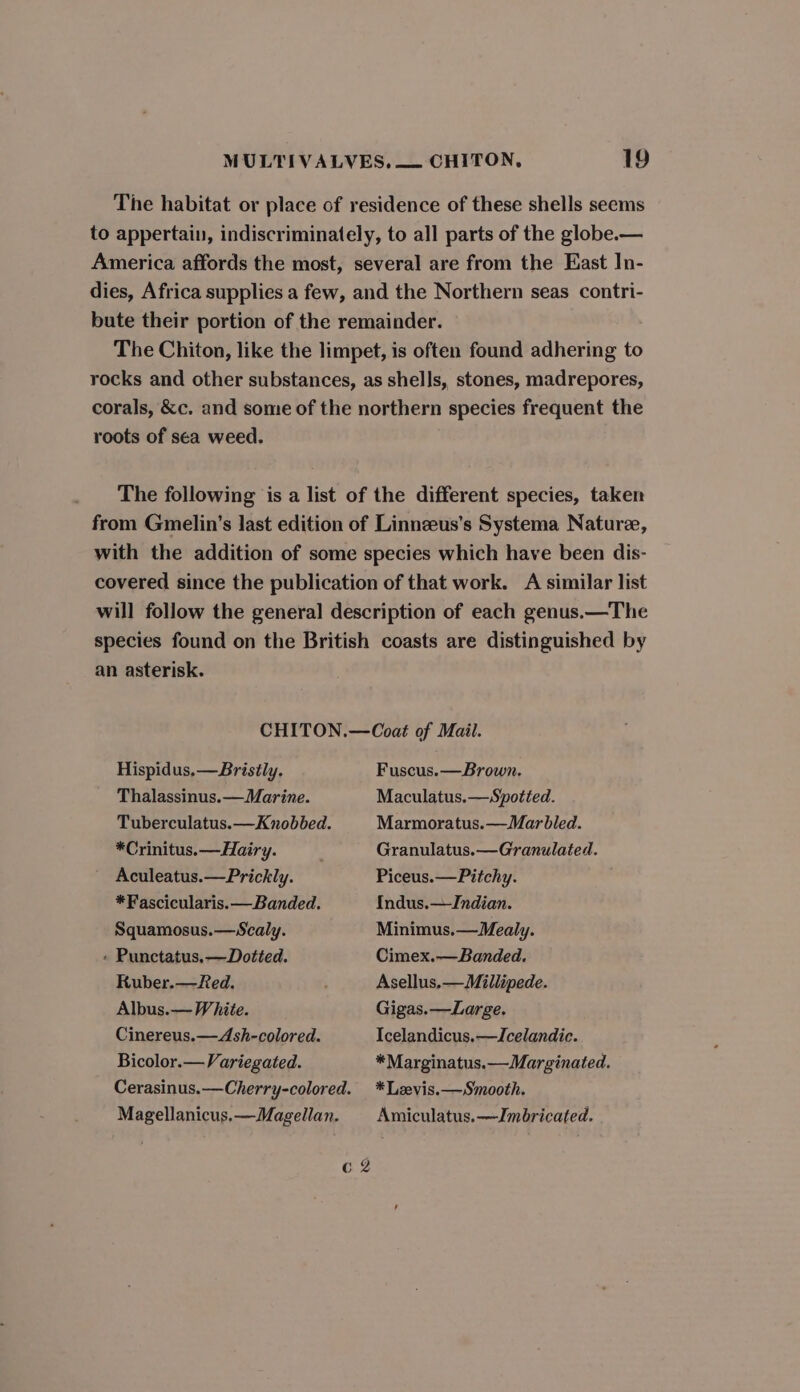 MULTIVALVES. — CHITON. 19
The habitat or place of residence of these shells seems
to appertain, indiscriminately, to all parts of the globe.—
America affords the most, several are from the East In-
dies, Africa supplies a few, and the Northern seas contri-
bute their portion of the remainder.
The Chiton, like the limpet, is often found adhering to
rocks and other substances, as shells, stones, madrepores,
corals, &c. and some of the northern species frequent the
roots of sea weed.
The following is a list of the different species, taken
from Gmelin's last edition of Linnæus's Systema Naturæ,
with the addition of some species which have been dis-
covered since the publication of that work. A similar list
will follow the general description of each genus.—The
species found on the British coasts are distinguished by
an asterisk.
CHITON.—Coat of Mail.
Hispidus.—Bristly.
Thalassinus.—Marine.
Tuberculatus.—Knobbed.
*Crinitus.—Hairy.
Aculeatus.—Prickly.
*Fascicularis.—Banded.
Squamosus.—Scaly.
Punctatus.—Dotted.
Ruber.—Red.
Albus.—White.
Cinereus.—Ash-colored.
Bicolor.—Variegated.
Cerasinus.—Cherry-colored.
Magellanicus.—Magellan.
Fuscus.—Brown.
Maculatus.—Spotted.
Marmoratus.—Marbled.
Granulatus.—Granulated.
Piceus.—Pitchy.
Indus.—Indian.
Minimus.—Mealy.
Cimex.—Banded.
Asellus.—Millipede.
Gigas.—Large.
Icelandicus.—Icelandic.
*Marginatus.—Marginated.
*Lævis.—Smooth.
Amiculatus.—Imbricated.
C 2